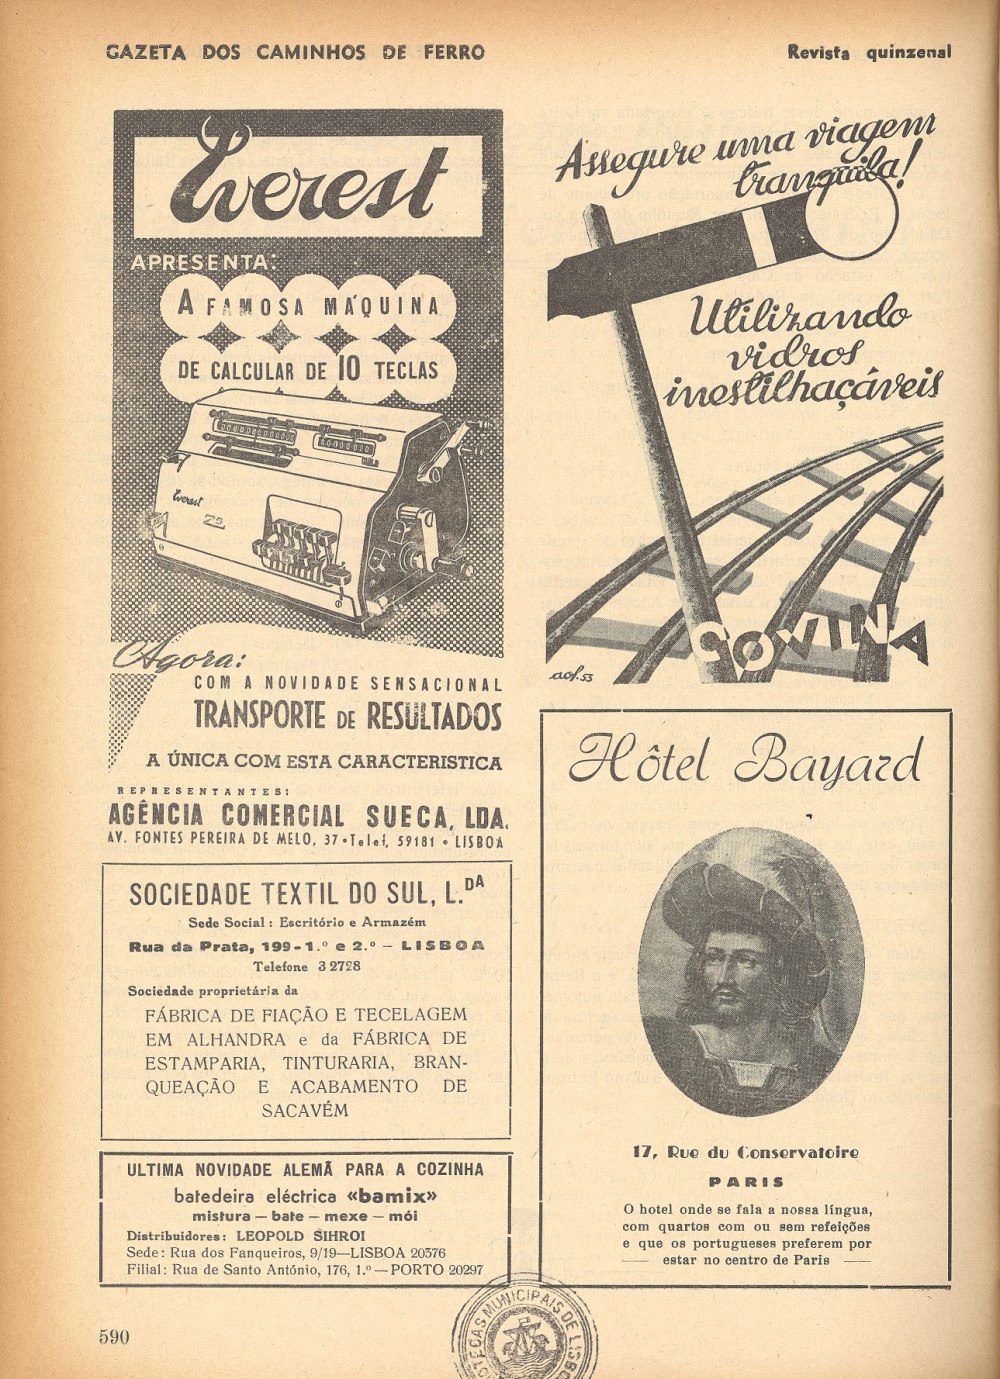 GAZETA DOS CAMINHOS DE FERRO
Revista quinzenal
Everest
APRESENTA:
A FAMOSA MÁQUINA
DE CALCULAR DE 10 TECLAS
Everest
Agora:
COM A NOVIDADE SENSACIONAL
TRANSPORTE DE RESULTADOS
A ÚNICA COM ESTA CARACTERISTICA
REPRESENTANTES:
AGÊNCIA COMERCIAL SUECA, LDA.
AV. FONTES PEREIRA DE MELO, 37 • Telef, 59181 • LISBOA
SOCIEDADE TEXTIL DO SUL, L.DA
Sede Social: Escritório e Armazém
Rua da Prata, 199-1.º e 2.º – LISBOA
Telefone 3 2728
Sociedade proprietária da
FÁBRICA DE FIAÇÃO E TECELAGEM
EM ALHANDRA e da FÁBRICA DE
ESTAMPARIA, TINTURARIA, BRAN-
QUEAÇÃO E ACABAMENTO DE
SACAVÉM
ULTIMA NOVIDADE ALEMÃ PARA A COZINHA
batedeira eléctrica «bamix»
mistura — bate — mexe — mói
Distribuidores: LEOPOLD SIHROI
Sede: Rua dos Fanqueiros, 9/19—LISBOA 20376
Filial: Rua de Santo António, 176, 1.º — PORTO 20297
Assegure uma viagem
tranquila!
Utilizando
vidros
inestilhaçáveis
COVINA
acf. 53
Hôtel Bayard
17, Rue du Conservatoire
PARIS
O hotel onde se fala a nossa língua,
com quartos com ou sem refeições
e que os portugueses preferem por
estar no centro de Paris
590
MUNICIPAIS DE LISBOA